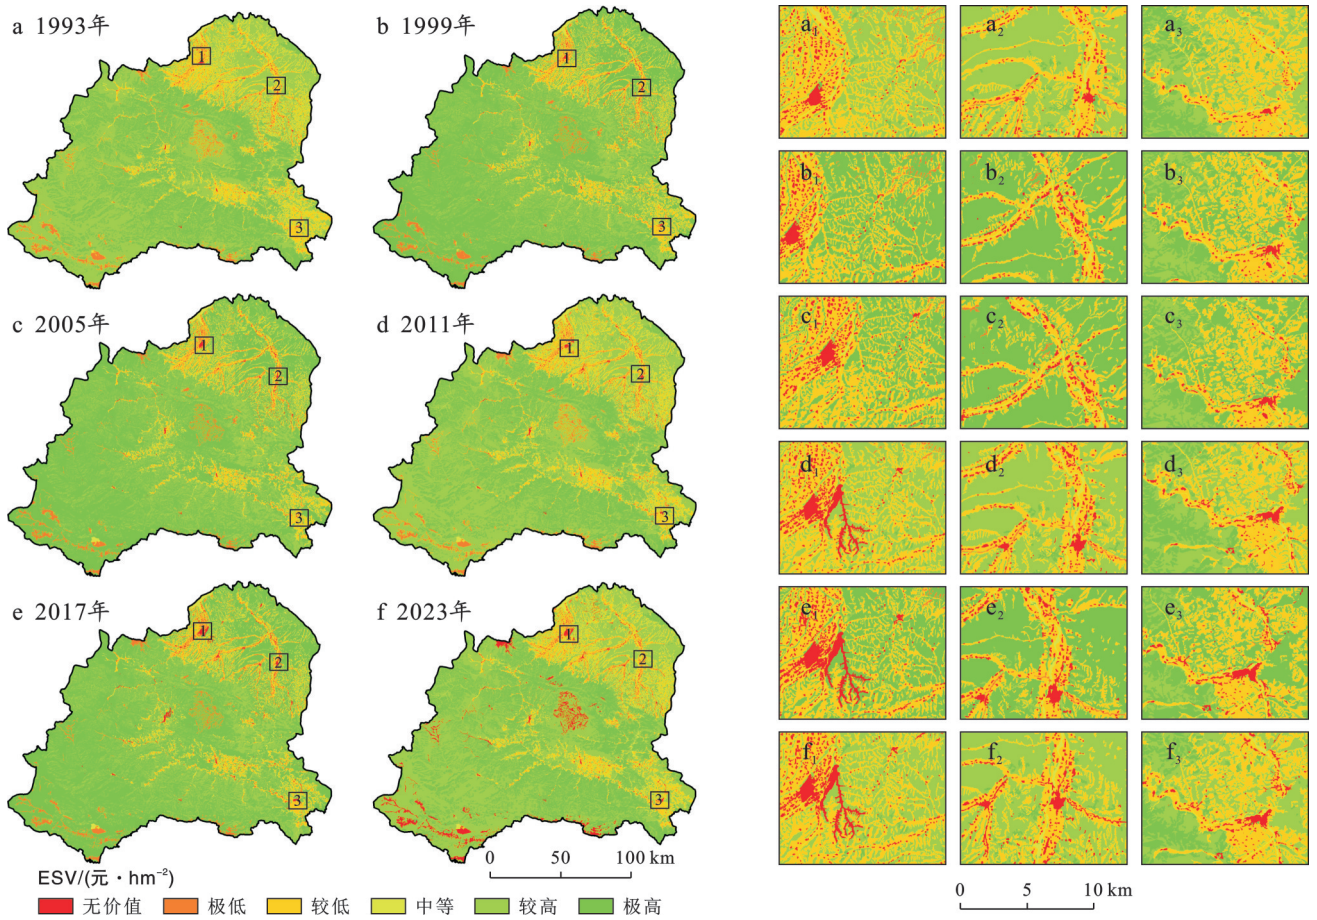 a 1993年
1
2
3
b 1999年
1
2
3
c 2005年
1
2
3
d 2011年
1
2
3
e 2017年
1
2
3
f 2023年
1
2
3
0 50 100 km
ESV/(元·hm⁻²)
无价值 极低 较低 中等 较高 极高
a₁ a₂ a₃
b₁ b₂ b₃
c₁ c₂ c₃
d₁ d₂ d₃
e₁ e₂ e₃
f₁ f₂ f₃
0 5 10 km